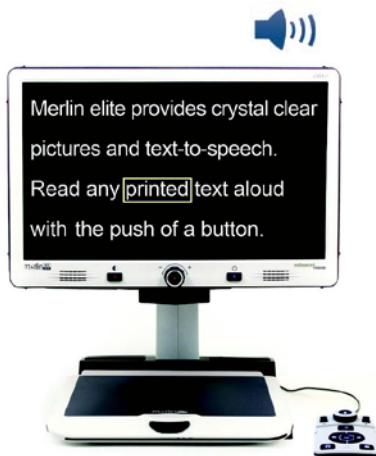 Merlin elite provides crystal clear
pictures and text-to-speech.
Read any printed text aloud
with the push of a button.